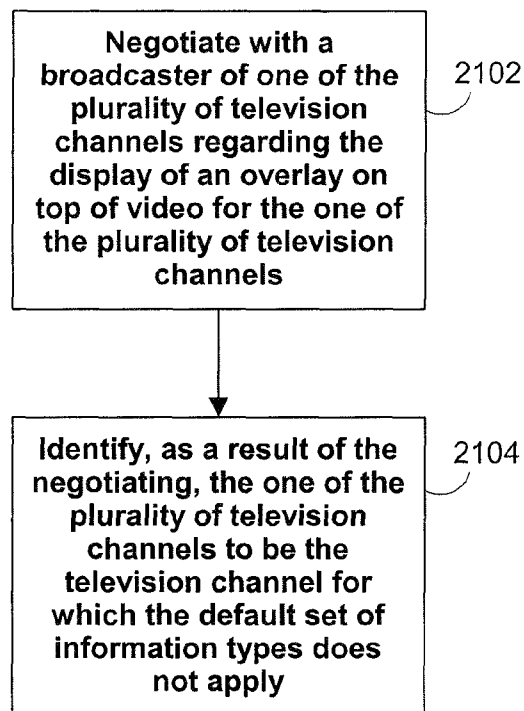 Negotiate with a
broadcaster of one of the
plurality of television
channels regarding the
display of an overlay on
top of video for the one of
the plurality of television
channels
2102
Identify, as a result of the
negotiating, the one of the
plurality of television
channels to be the
television channel for
which the default set of
information types does
not apply
2104